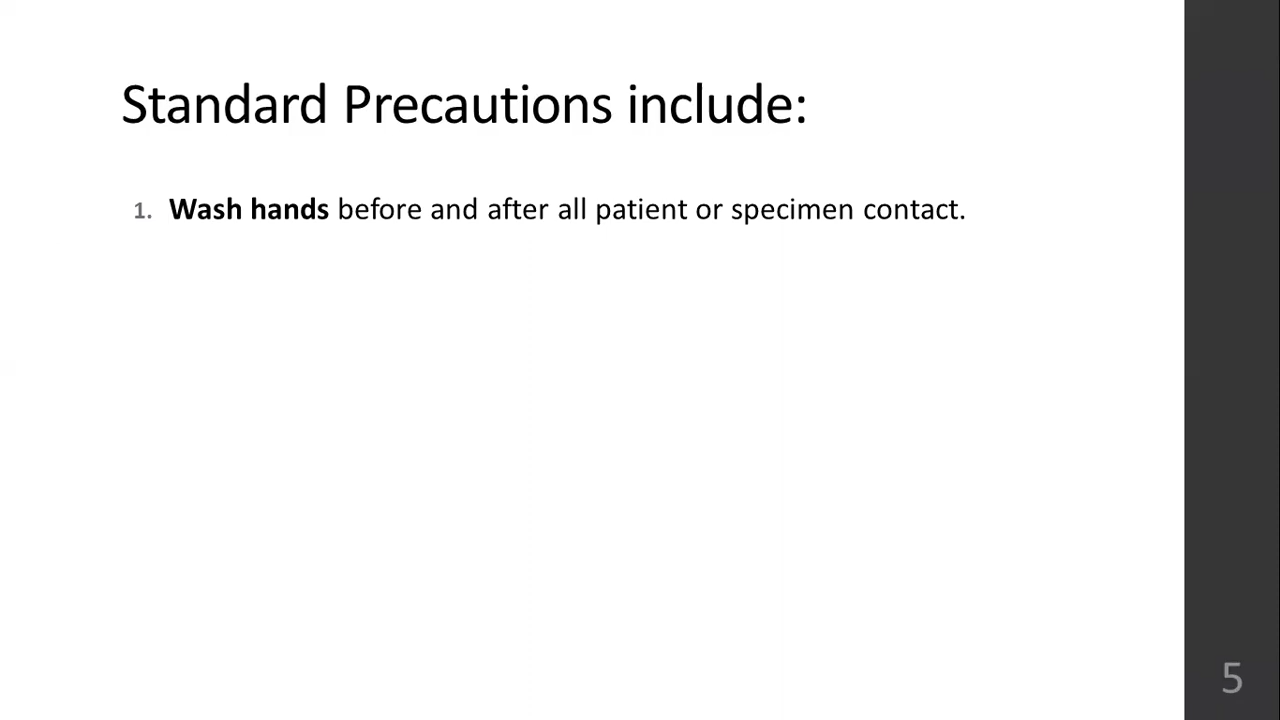 Standard Precautions include:
1. Wash hands before and after all patient or specimen contact.
5